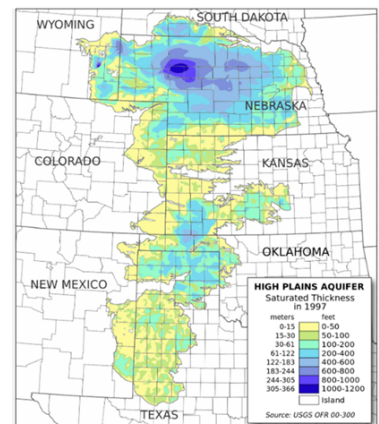 WYOMING
SOUTH DAKOTA
NEBRASKA
COLORADO
KANSAS
OKLAHOMA
NEW MEXICO
TEXAS
HIGH PLAINS AQUIFER
Saturated Thickness
in 1997
meters feet
0-15 0-50
15-30 50-100
30-61 100-200
61-122 200-400
122-183 400-600
183-244 600-800
244-305 800-1000
305-366 1000-1200
Island
Source: USGS OFR 00-300